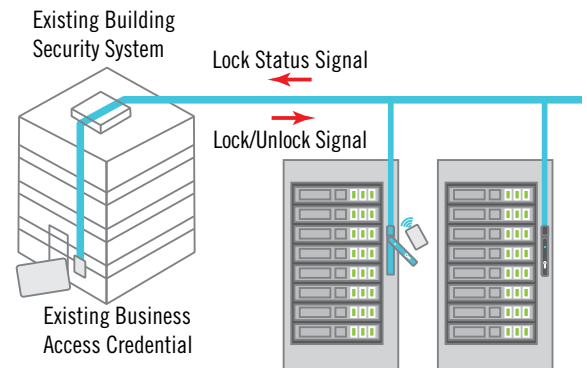 Existing Building
Security System
Lock Status Signal
Lock/Unlock Signal
Existing Business
Access Credential